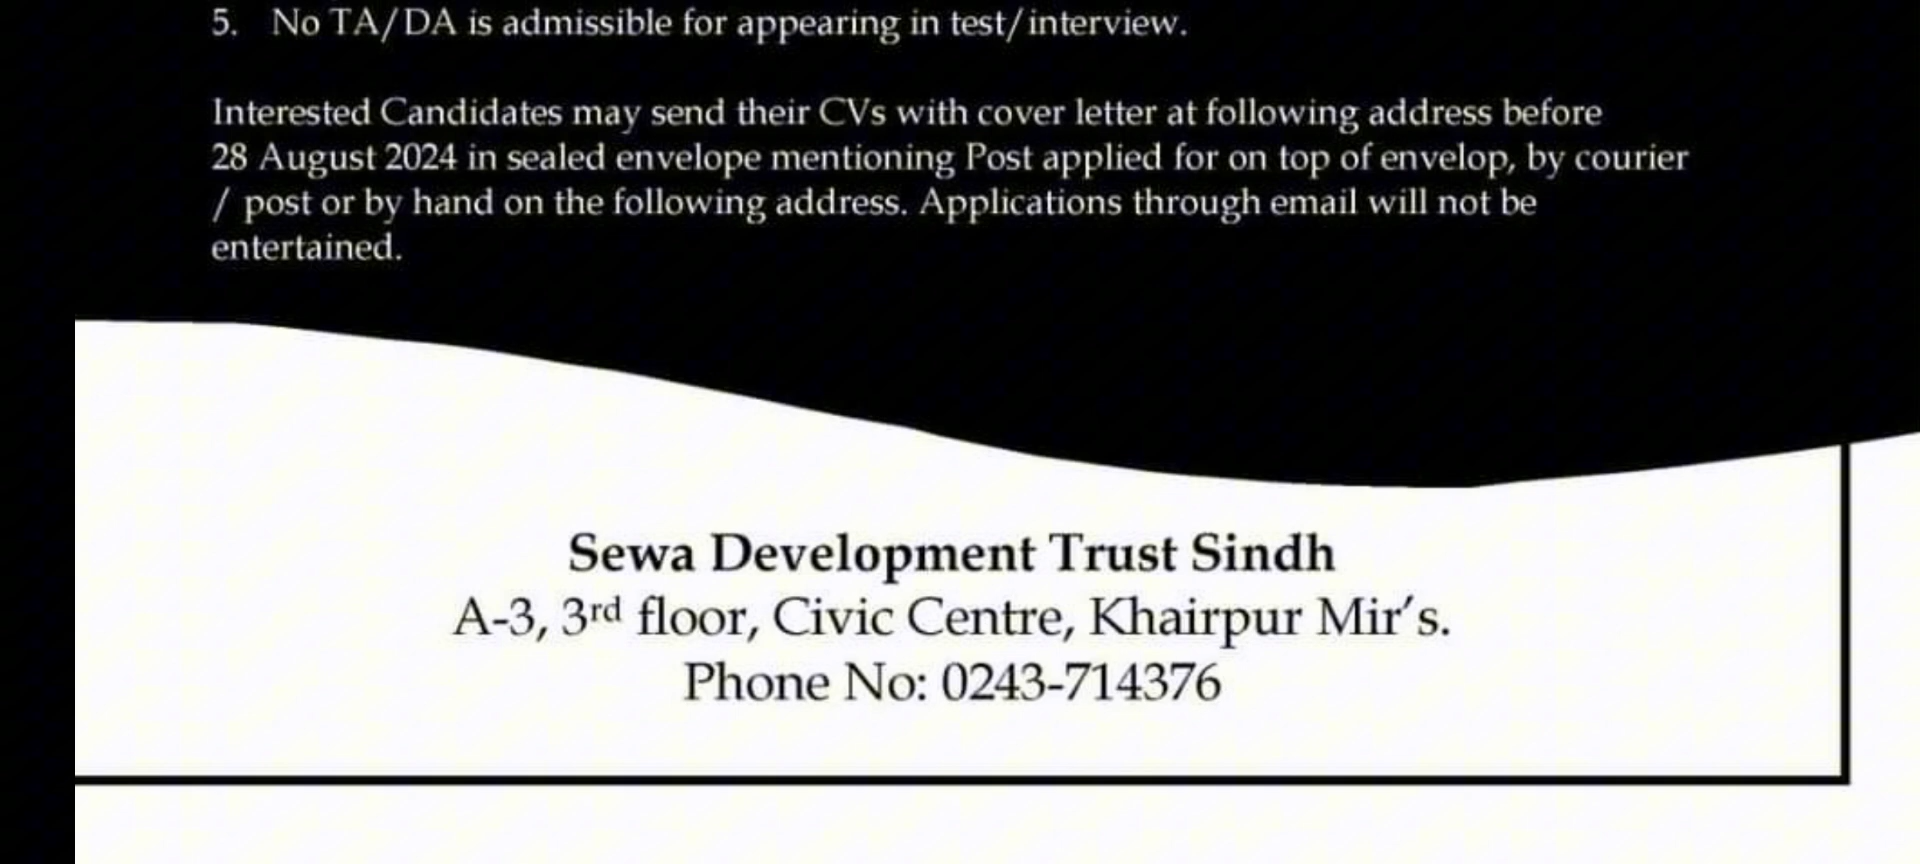 5. No TA/DA is admissible for appearing in test/interview.
Interested Candidates may send their CVs with cover letter at following address before
28 August 2024 in sealed envelope mentioning Post applied for on top of envelop, by courier
/ post or by hand on the following address. Applications through email will not be
entertained.
Sewa Development Trust Sindh
A-3, 3rd floor, Civic Centre, Khairpur Mir's.
Phone No: 0243-714376